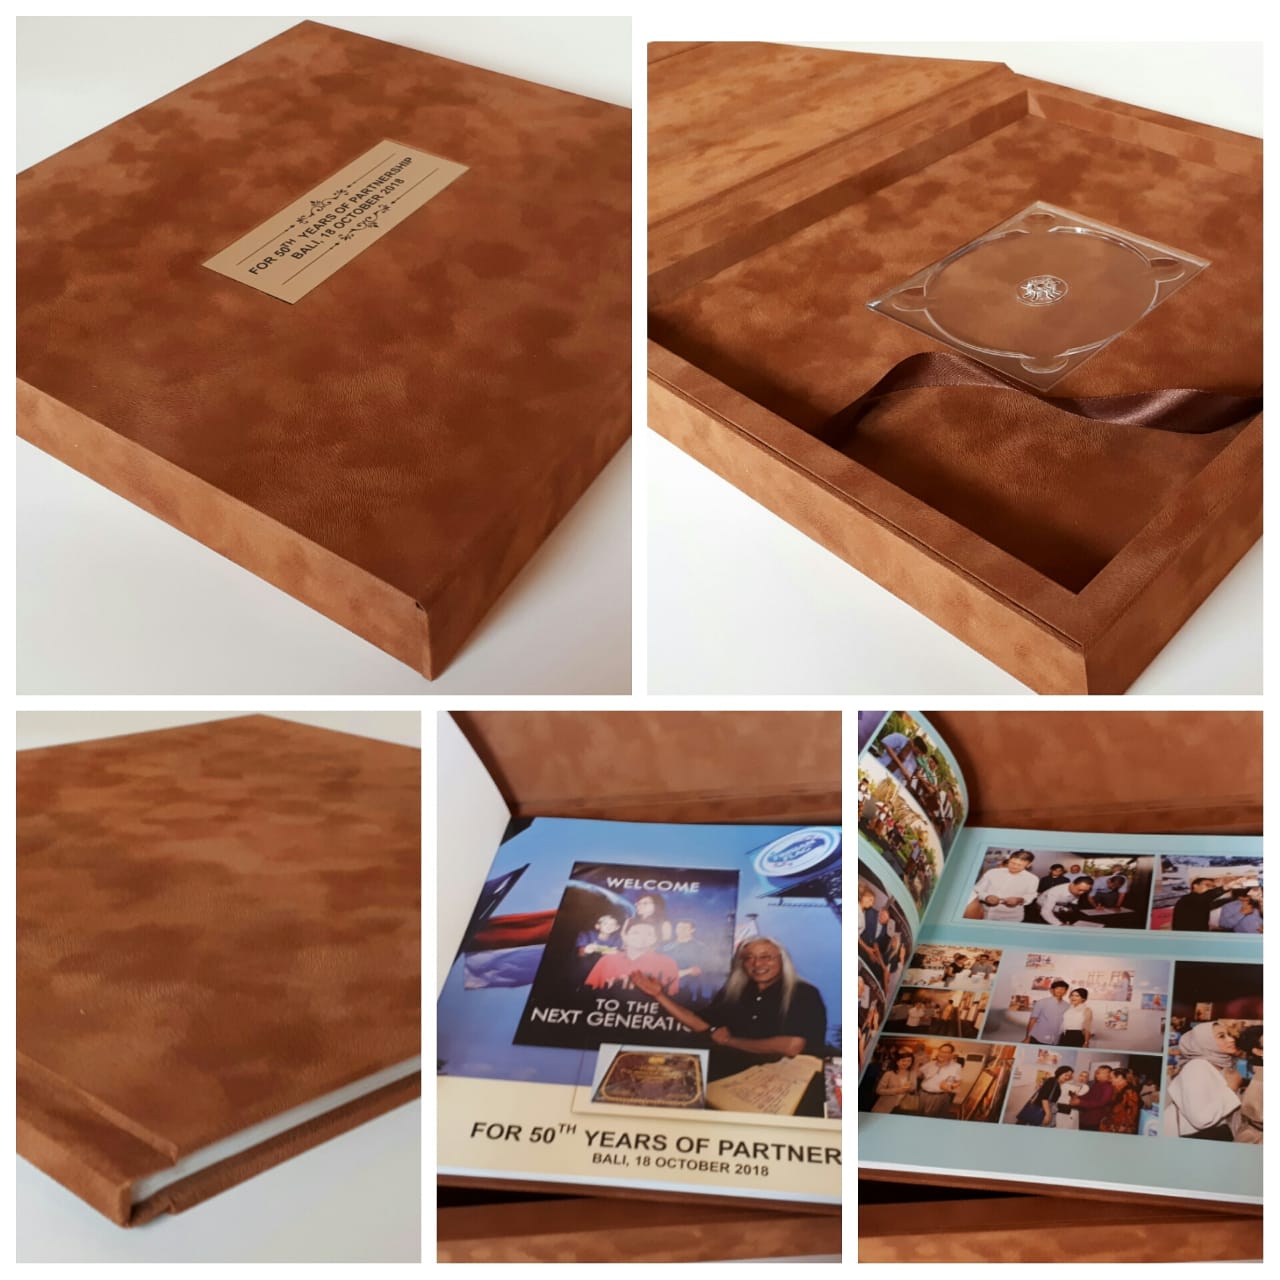 FOR 50TH YEARS OF PARTNERSHIP
BALI, 18 OCTOBER 2018
WELCOME
TO THE
NEXT GENERATI
FOR 50TH YEARS OF PARTNER
BALI, 18 OCTOBER 2018